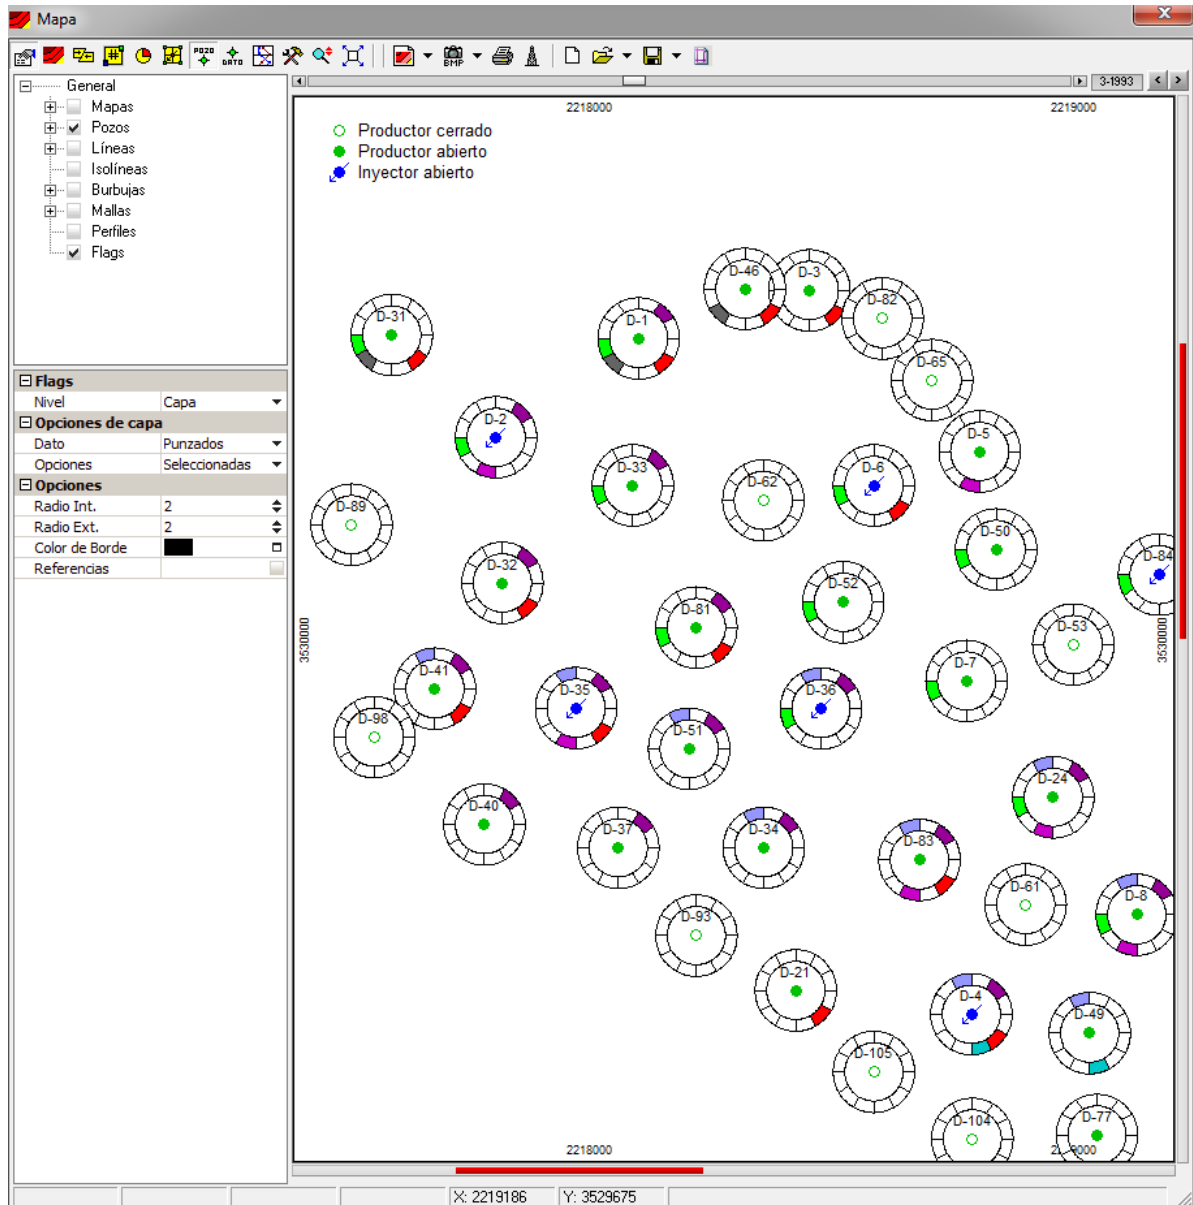 Mapa
POZO
DATO
BMP
General
Mapas
Pozos
Líneas
Isolíneas
Burbujas
Mallas
Perfiles
Flags
3-1993
Flags
Nivel Capa
Opciones de capa
Dato Punzados
Opciones Seleccionadas
Opciones
Radio Int. 2
Radio Ext. 2
Color de Borde
Referencias
2218000 2219000
Productor cerrado
Productor abierto
Inyector abierto
D-46
D-3
D-82
D-31
D-1
D-65
D-2
D-5
D-33
D-62
D-6
D-89
D-50
D-32
D-52
D-84
D-81
D-53
3530000
3530000
D-41
D-7
D-35
D-36
D-98
D-51
D-24
D-40
D-37
D-34
D-83
D-61
D-8
D-93
D-21
D-4
D-49
D-105
D-104
D-77
2218000
X: 2219186 Y: 3529675